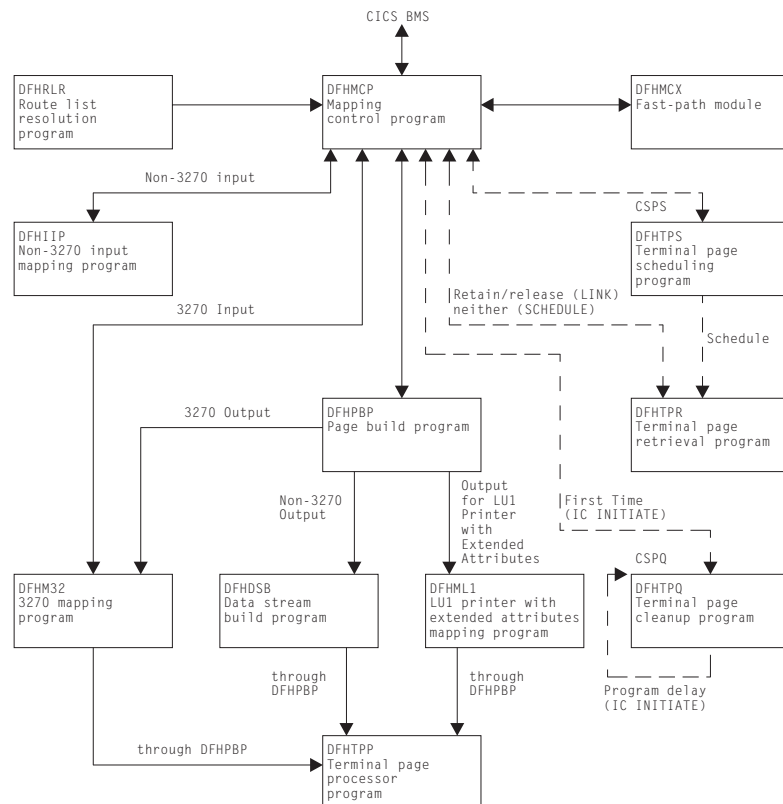 CICS BMS
DFHRLR
Route list
resolution
program
DFHMCP
Mapping
control program
DFHMCX
Fast-path module
Non-3270 input
CSPS
DFHIIP
Non-3270 input
mapping program
DFHTPS
Terminal page
scheduling
program
3270 Input
Retain/release (LINK)
neither (SCHEDULE)
Schedule
3270 Output
DFHPBP
Page build program
DFHTPR
Terminal page
retrieval program
Non-3270
Output
Output
for LU1
Printer
with
Extended
Attributes
First Time
(IC INITIATE)
CSPQ
DFHM32
3270 mapping
program
DFHDSB
Data stream
build program
DFHML1
LU1 printer with
extended attributes
mapping program
DFHTPQ
Terminal page
cleanup program
through
DFHPBP
through
DFHPBP
Program delay
(IC INITIATE)
through DFHPBP
DFHTPP
Terminal page
processor
program